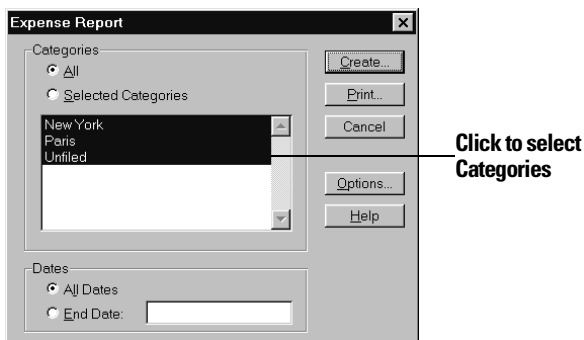 Expense Report
Categories
All
Selected Categories
New York
Paris
Unfiled
Create...
Print...
Cancel
Options...
Help
Click to select
Categories
Dates
All Dates
End Date: